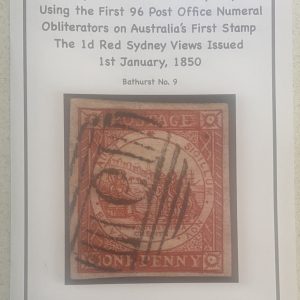 Using the First 96 Post Office Numeral
Obliterators on Australia's First Stamp
The 1d Red Sydney Views Issued
1st January, 1850
Bathurst No. 9
POSTAGE
ONE PENNY